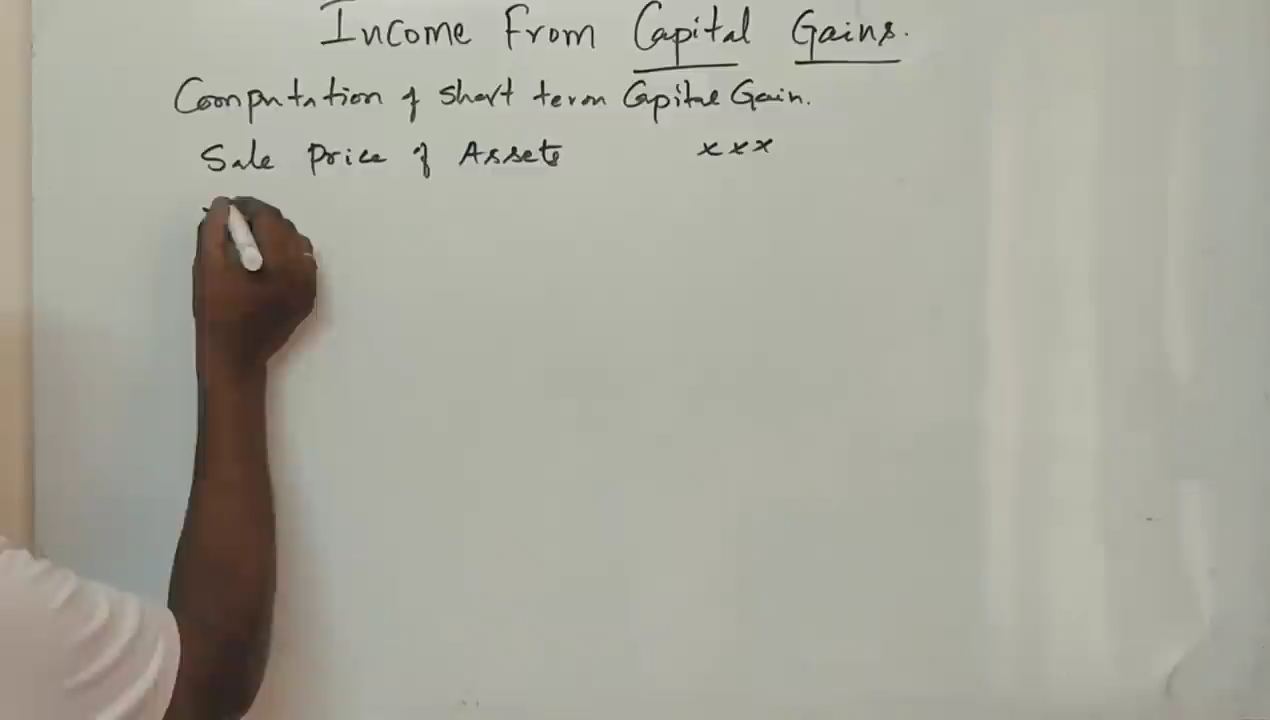 Income From Capital Gains.
Computation of short term Capital Gain.
Sale Price of Assets xxx